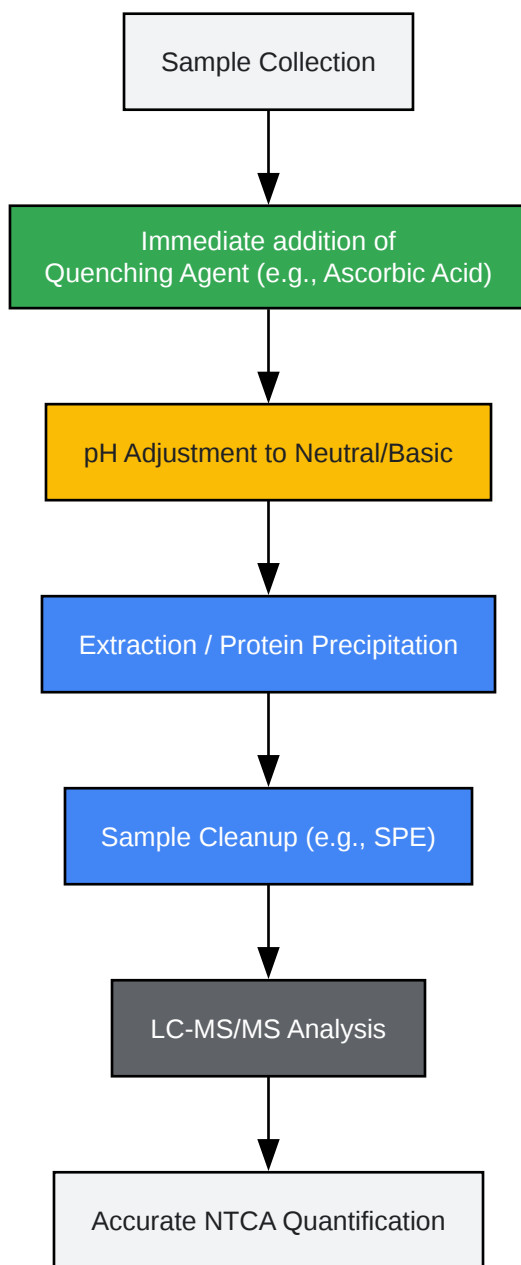 Sample Collection
Immediate addition of
Quenching Agent (e.g., Ascorbic Acid)
pH Adjustment to Neutral/Basic
Extraction / Protein Precipitation
Sample Cleanup (e.g., SPE)
LC-MS/MS Analysis
Accurate NTCA Quantification